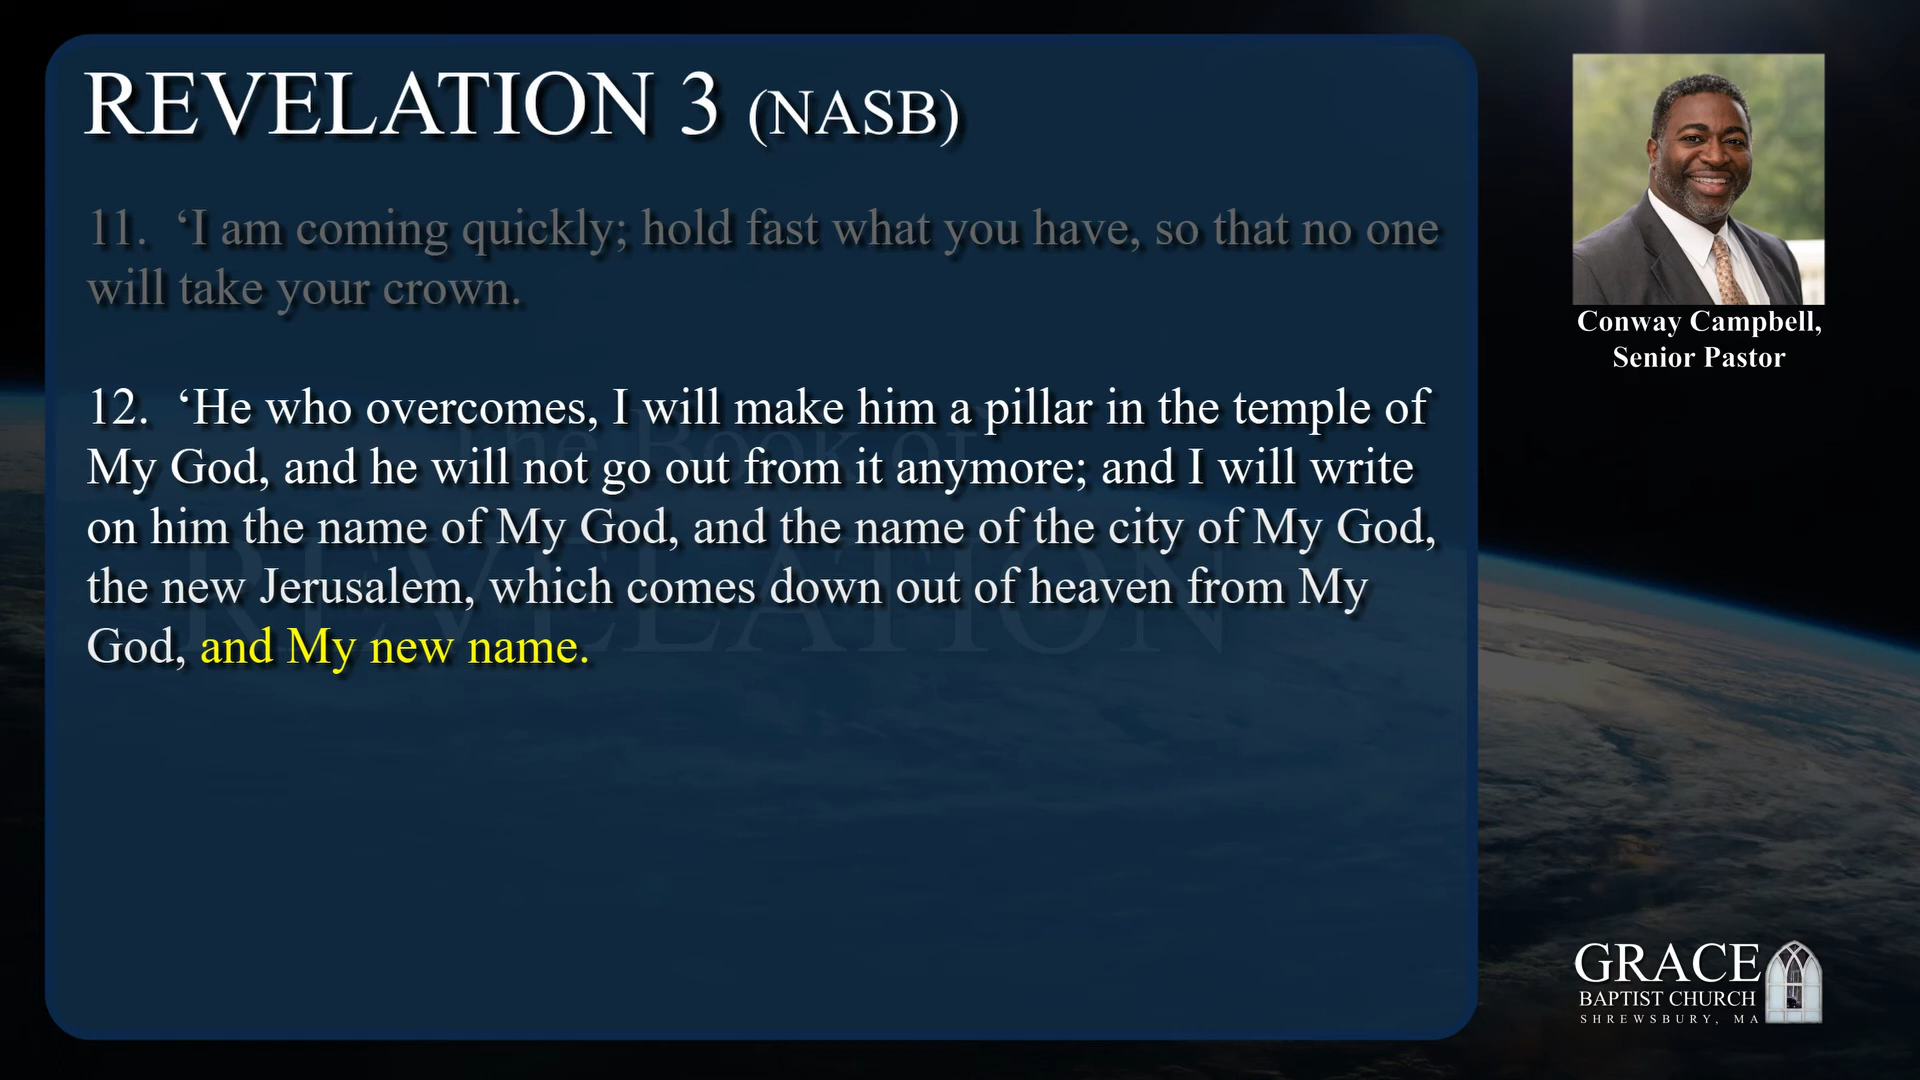 REVELATION 3 (NASB)
11. ‘I am coming quickly; hold fast what you have, so that no one
will take your crown.
12. ‘He who overcomes, I will make him a pillar in the temple of
My God, and he will not go out from it anymore; and I will write
on him the name of My God, and the name of the city of My God,
the new Jerusalem, which comes down out of heaven from My
God, and My new name.
The Book of
REVELATION
Conway Campbell,
Senior Pastor
GRACE
BAPTIST CHURCH
SHREWSBURY, MA